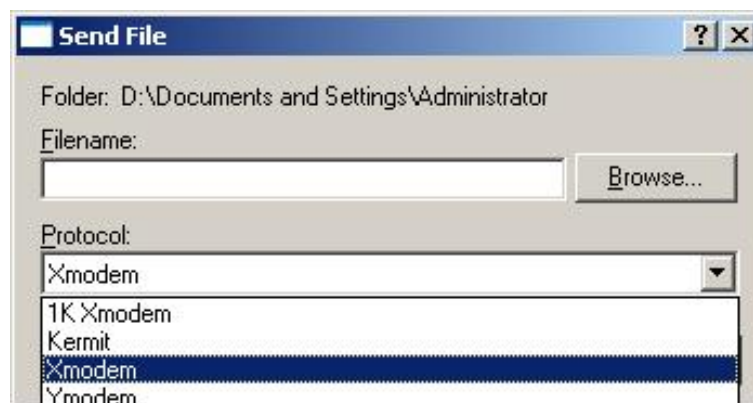 Send File
Folder: D:\Documents and Settings\Administrator
Filename:
Browse...
Protocol:
Xmodem
1K Xmodem
Kermit
Xmodem
Ymodem